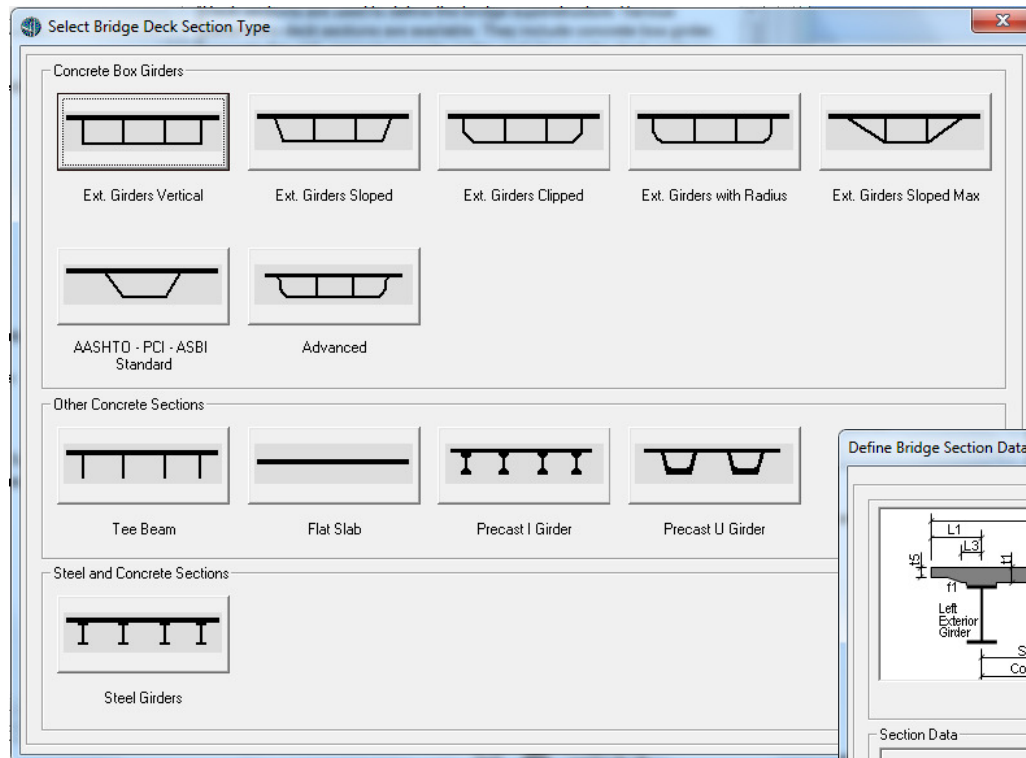 Select Bridge Deck Section Type
Concrete Box Girders
Ext. Girders Vertical
Ext. Girders Sloped
Ext. Girders Clipped
Ext. Girders with Radius
Ext. Girders Sloped Max
AASHTO - PCI - ASBI
Standard
Advanced
Other Concrete Sections
Tee Beam
Flat Slab
Precast I Girder
Precast U Girder
Steel and Concrete Sections
Steel Girders
Define Bridge Section Data
L1
L3
t5
t1
f1
Left
Exterior
Girder
S
Co
Section Data